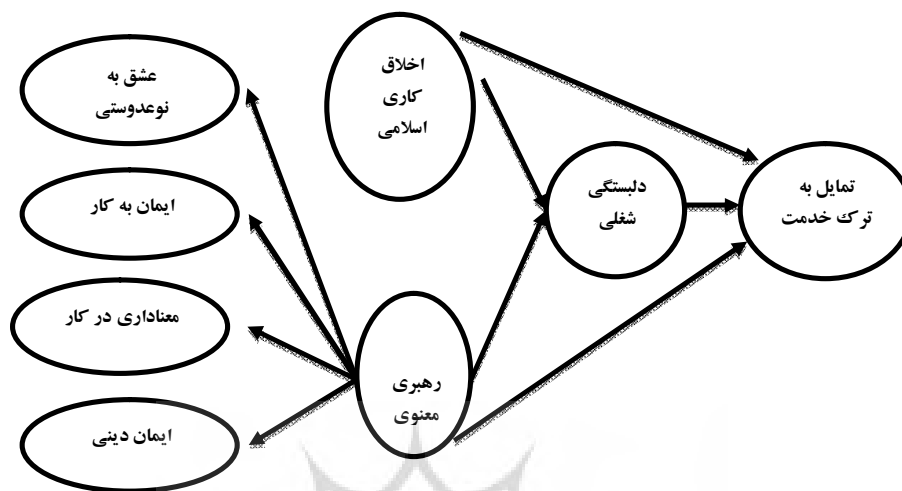 اخلاق
کاری
اسلامی
عشق به
نوعدوستی
تمایل به
ترک خدمت
دلبستگی
شغلی
ایمان به کار
معناداری در کار
رهبری
معنوی
ایمان دینی